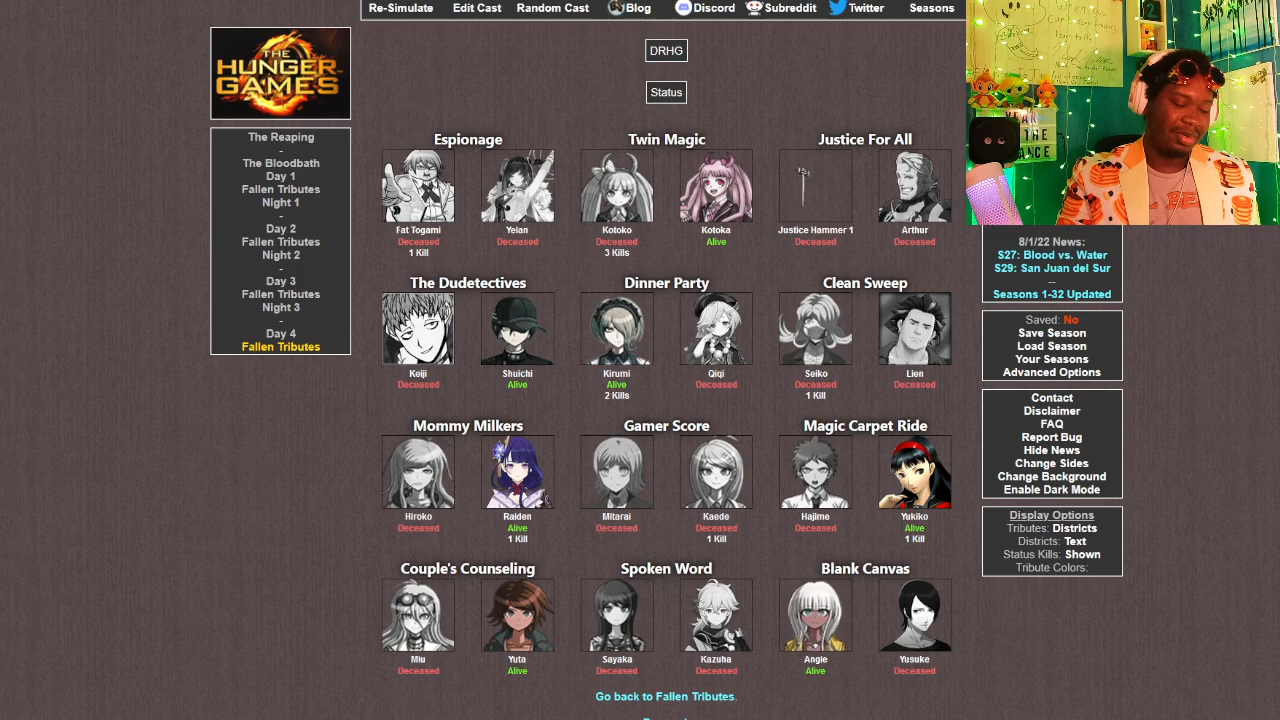 Re-Simulate Edit Cast Random Cast Blog Discord Subreddit Twitter Seasons
THE
HUNGER
GAMES
The Reaping
-
The Bloodbath
Day 1
Fallen Tributes
Night 1
-
Day 2
Fallen Tributes
Night 2
-
Day 3
Fallen Tributes
Night 3
-
Day 4
Fallen Tributes
DRHG
Status
Espionage Twin Magic Justice For All
Fat Togami Yelan Kotoko Kotoka Justice Hammer 1 Arthur
Deceased Deceased Deceased Alive Deceased Deceased
1 Kill 3 Kills
The Dudetectives Dinner Party Clean Sweep
Keiji Shuichi Kirumi Qiqi Seiko Lien
Deceased Alive Alive Deceased Deceased Deceased
2 Kills 1 Kill
Mommy Milkers Gamer Score Magic Carpet Ride
Hiroko Raiden Mitarai Kaede Hajime Yukiko
Deceased Alive Deceased Deceased Deceased Alive
1 Kill 1 Kill 1 Kill
Couple's Counseling Spoken Word Blank Canvas
Miu Yuta Sayaka Kazuha Angie Yusuke
Deceased Alive Deceased Deceased Alive Deceased
Go back to Fallen Tributes.
8/1/22 News:
S27: Blood vs. Water
S29: San Juan del Sur
--
Seasons 1-32 Updated
Saved: No
Save Season
Load Season
Your Seasons
Advanced Options
Contact
Disclaimer
FAQ
Report Bug
Hide News
Change Sides
Change Background
Enable Dark Mode
Display Options
Tributes: Districts
Districts: Text
Status Kills: Shown
Tribute Colors: